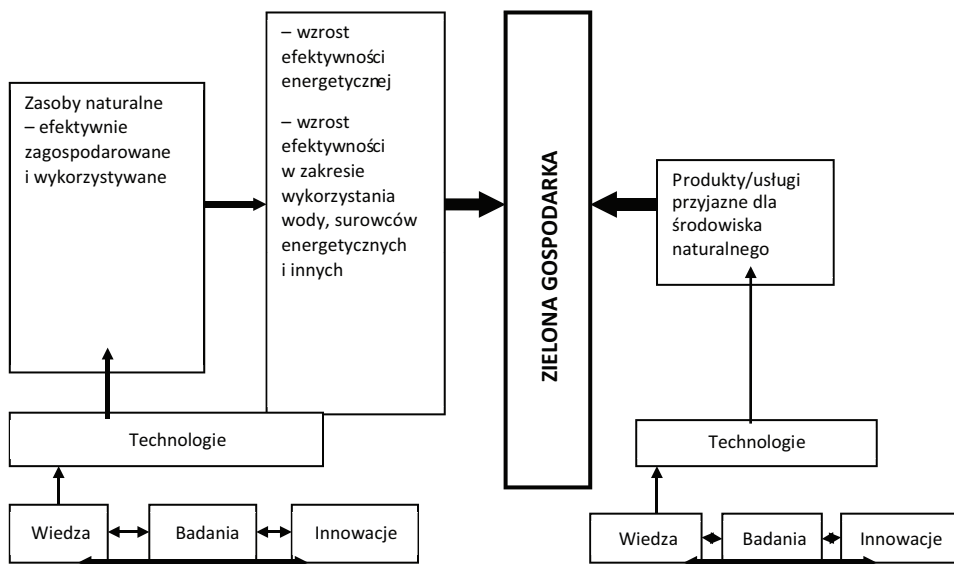 Zasoby naturalne
– efektywnie
zagospodarowane
i wykorzystywane
– wzrost
efektywności
energetycznej
– wzrost
efektywności
w zakresie
wykorzystania
wody, surowców
energetycznych
i innych
ZIELONA GOSPODARKA
Produkty/usługi
przyjazne dla
środowiska
naturalnego
Technologie
Technologie
Wiedza
Badania
Innowacje
Wiedza
Badania
Innowacje